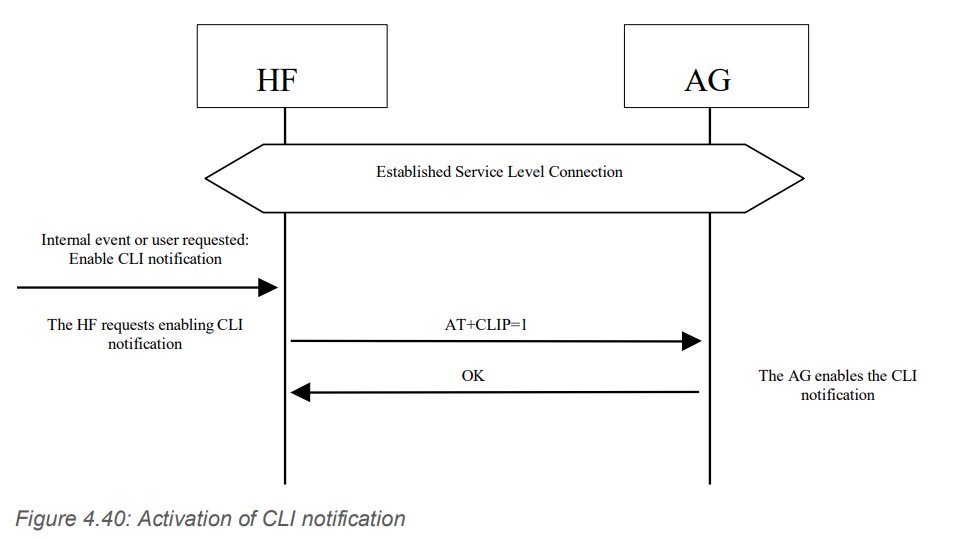 HF
AG
Established Service Level Connection
Internal event or user requested:
Enable CLI notification
The HF requests enabling CLI
notification
AT+CLIP=1
OK
The AG enables the CLI
notification
Figure 4.40: Activation of CLI notification